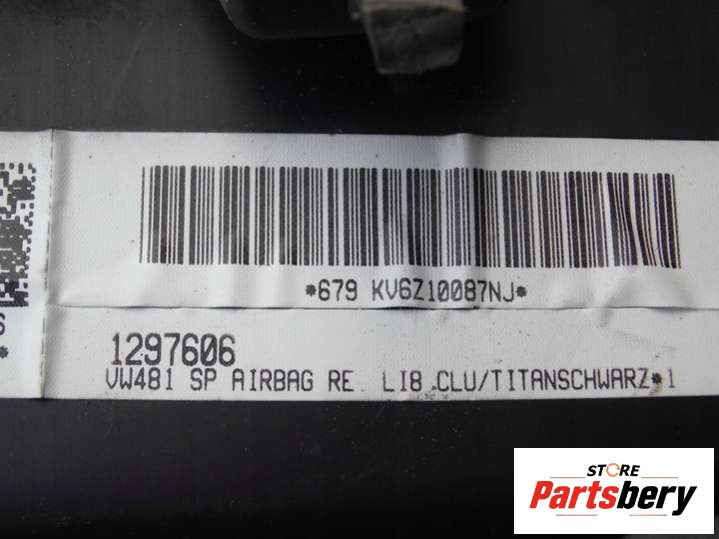 *679 KV6Z10087NJ*
S
*
1297606
VW481 SP AIRBAG RE. LI8 CLU/TITANSCHWARZ*1
STORE
Partsbery